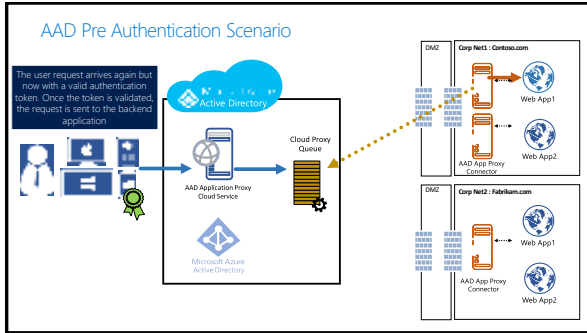 AAD Pre Authentication Scenario
The user request arrives again but
now with a valid authentication
token. Once the token is validated,
the request is sent to the backend
application
Active Directory
Cloud Proxy
Queue
AAD Application Proxy
Cloud Service
Microsoft Azure
Active Directory
DMZ
Corp Net1 : Contoso.com
Web App1
Web App2
AAD App Proxy
Connector
DMZ
Corp Net2 : Fabrikam.com
Web App1
AAD App Proxy
Connector
Web App2